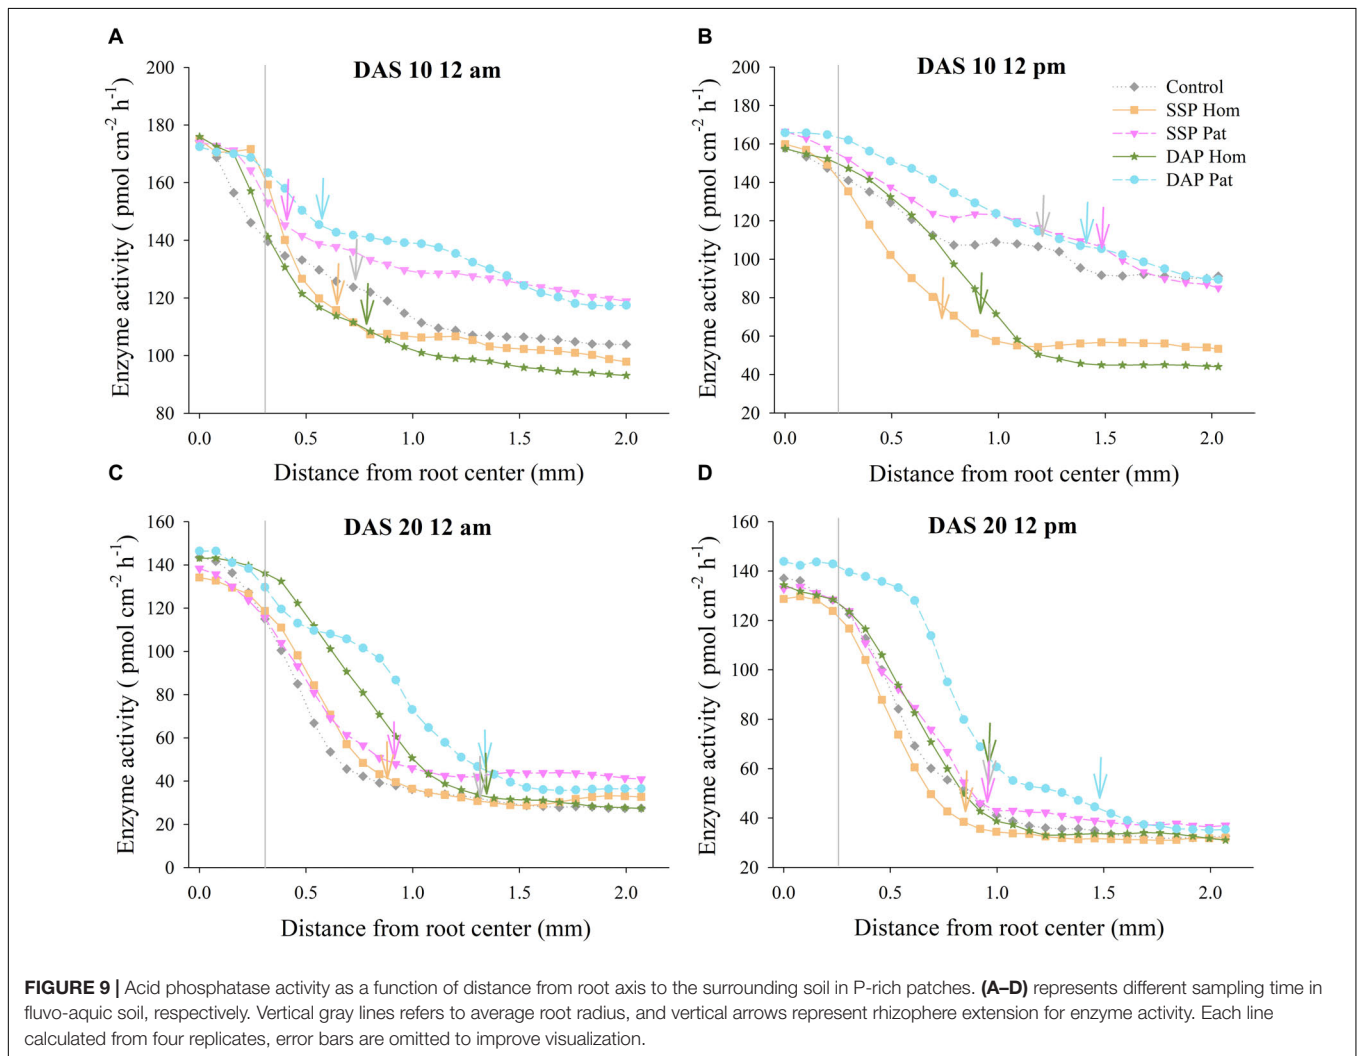 A
DAS 10 12 am
Enzyme activity ( pmol cm-2 h-1)
200
180
160
140
120
100
80
0.0 0.5 1.0 1.5 2.0
Distance from root center (mm)
B
DAS 10 12 pm
Control
SSP Hom
SSP Pat
DAP Hom
DAP Pat
Enzyme activity ( pmol cm-2 h-1)
200
180
160
140
120
100
80
60
40
20
0.0 0.5 1.0 1.5 2.0
Distance from root center (mm)
C
DAS 20 12 am
Enzyme activity ( pmol cm-2 h-1)
160
140
120
100
80
60
40
20
0
0.0 0.5 1.0 1.5 2.0
Distance from root center (mm)
D
DAS 20 12 pm
Enzyme activity ( pmol cm-2 h-1)
160
140
120
100
80
60
40
20
0.0 0.5 1.0 1.5 2.0
Distance from root center (mm)
FIGURE 9 | Acid phosphatase activity as a function of distance from root axis to the surrounding soil in P-rich patches. (A–D) represents different sampling time in
fluvo-aquic soil, respectively. Vertical gray lines refers to average root radius, and vertical arrows represent rhizophere extension for enzyme activity. Each line
calculated from four replicates, error bars are omitted to improve visualization.